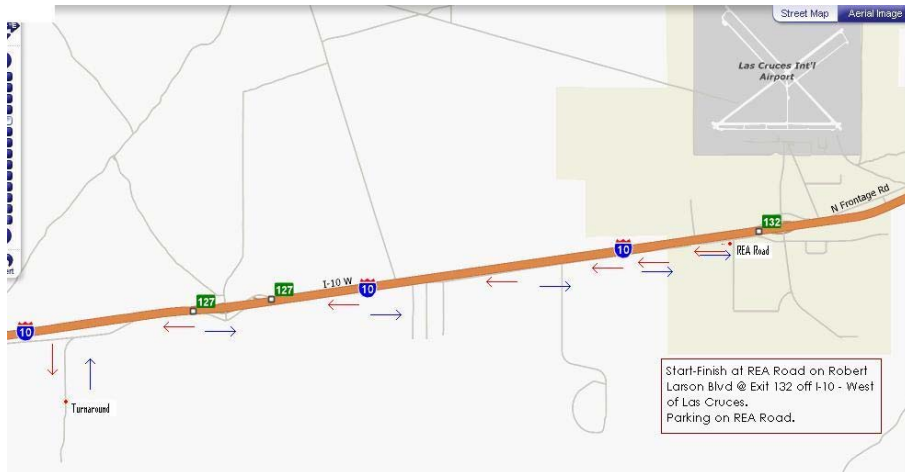 Street Map
Aerial Image
Las Cruces Int'l
Airport
N Frontage Rd
132
10
REA Road
I-10 W
10
127
127
10
Turnaround
Start-Finish at REA Road on Robert
Larson Blvd @ Exit 132 off I-10 - West
of Las Cruces.
Parking on REA Road.